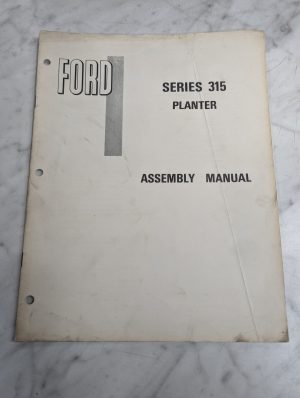 FORD
SERIES 315
PLANTER
ASSEMBLY MANUAL